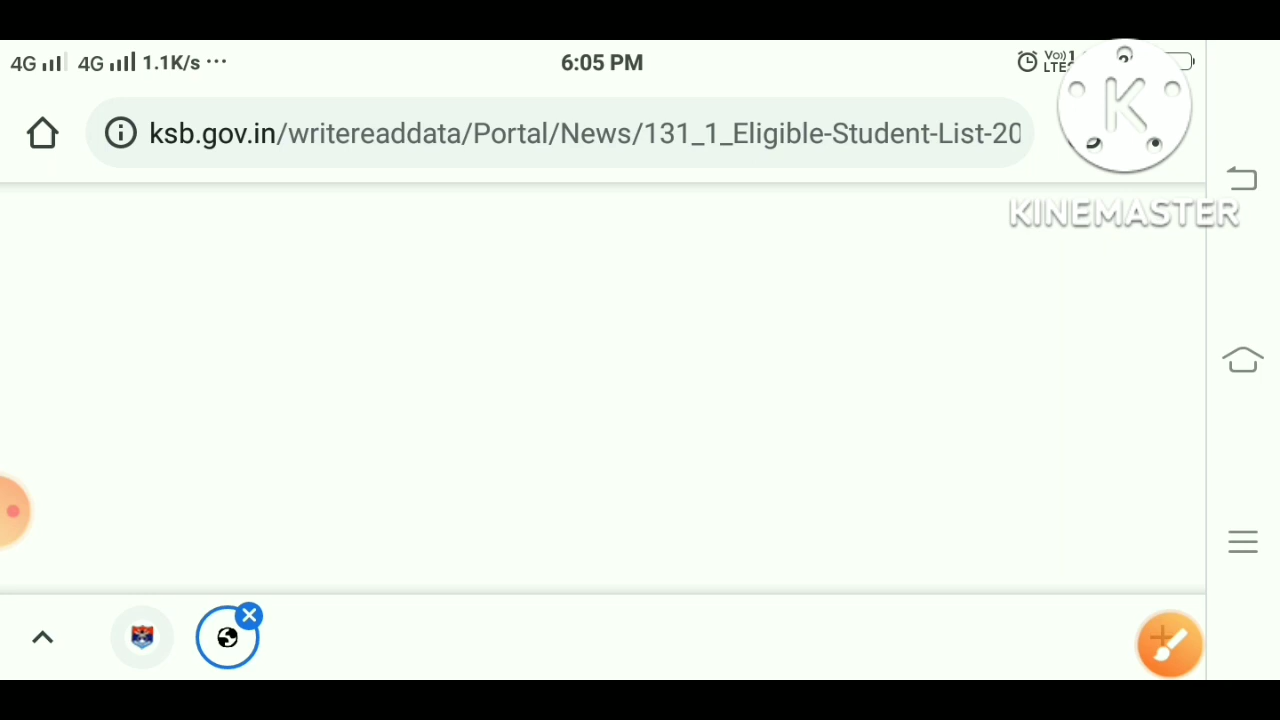 4G 4G 1.1K/s ··· 6:05 PM
ksb.gov.in/writereaddata/Portal/News/131_1_Eligible-Student-List-20
K
KINEMASTER